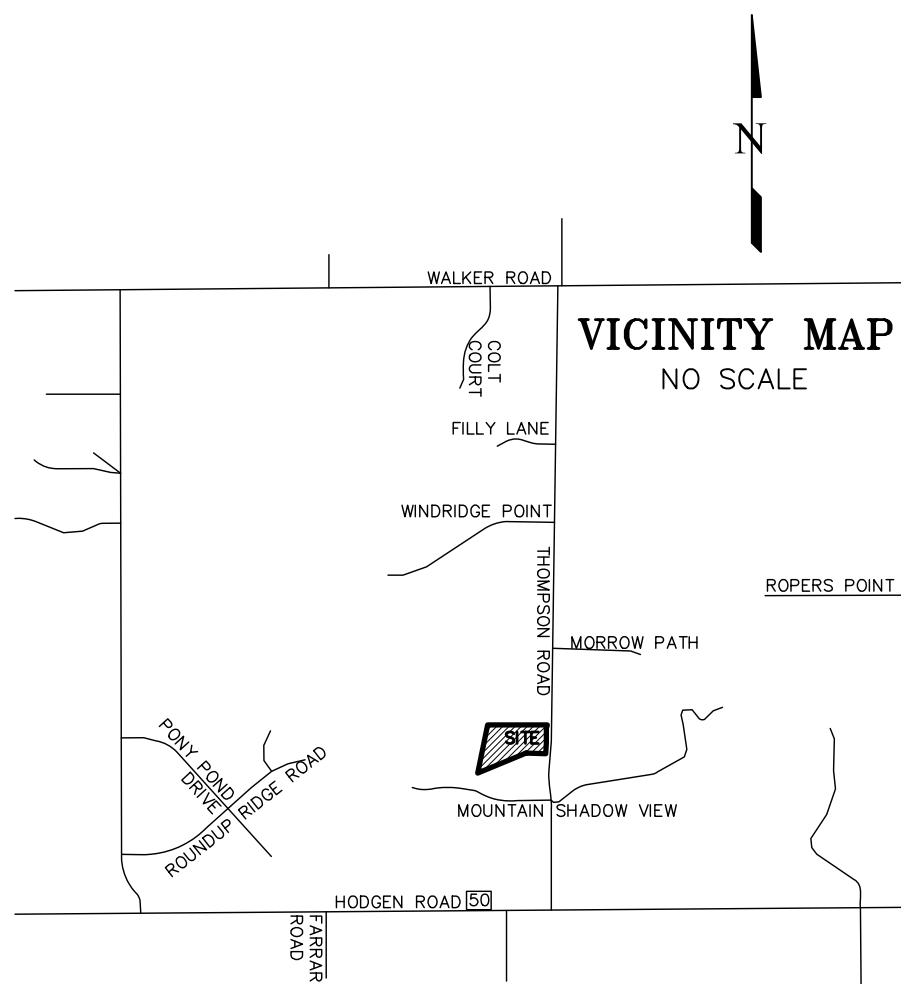 N
WALKER ROAD
VICINITY MAP
NO SCALE
COLT
COURT
FILLY LANE
WINDRIDGE POINT
THOMPSON ROAD
ROPERS POINT
MORROW PATH
SITE
PONY POND
DRIVE
ROUNDUP RIDGE ROAD
MOUNTAIN SHADOW VIEW
HODGEN ROAD 50
FARRAR
ROAD